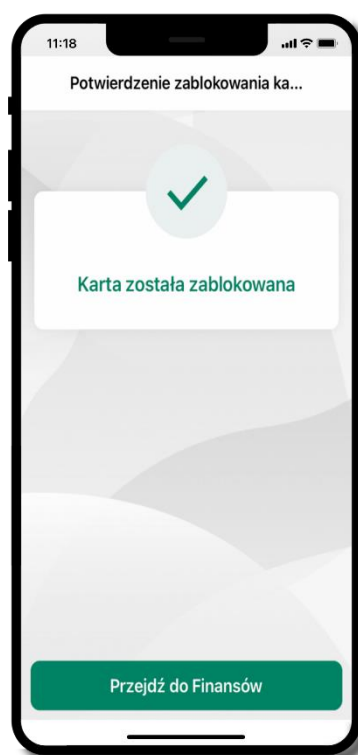 11:18
Potwierdzenie zablokowania ka...
Karta została zablokowana
Przejdź do Finansów